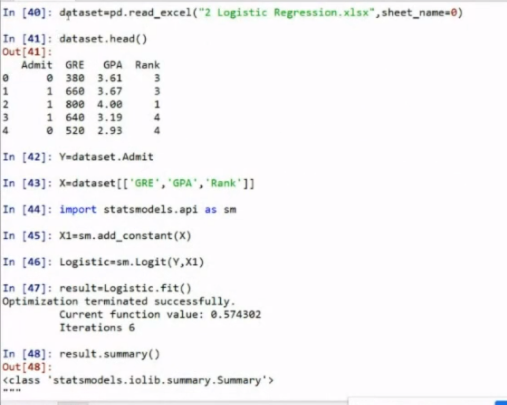 In [40]: dataset=pd.read_excel("2 Logistic Regression.xlsx",sheet_name=0)
In [41]: dataset.head()
Out[41]:
   Admit  GRE   GPA  Rank
0      0  380  3.61     3
1      1  660  3.67     3
2      1  800  4.00     1
3      1  640  3.19     4
4      0  520  2.93     4
In [42]: Y=dataset.Admit
In [43]: X=dataset[['GRE','GPA','Rank']]
In [44]: import statsmodels.api as sm
In [45]: X1=sm.add_constant(X)
In [46]: Logistic=sm.Logit(Y,X1)
In [47]: result=Logistic.fit()
Optimization terminated successfully.
         Current function value: 0.574302
         Iterations 6
In [48]: result.summary()
Out[48]:
<class 'statsmodels.iolib.summary.Summary'>
"""